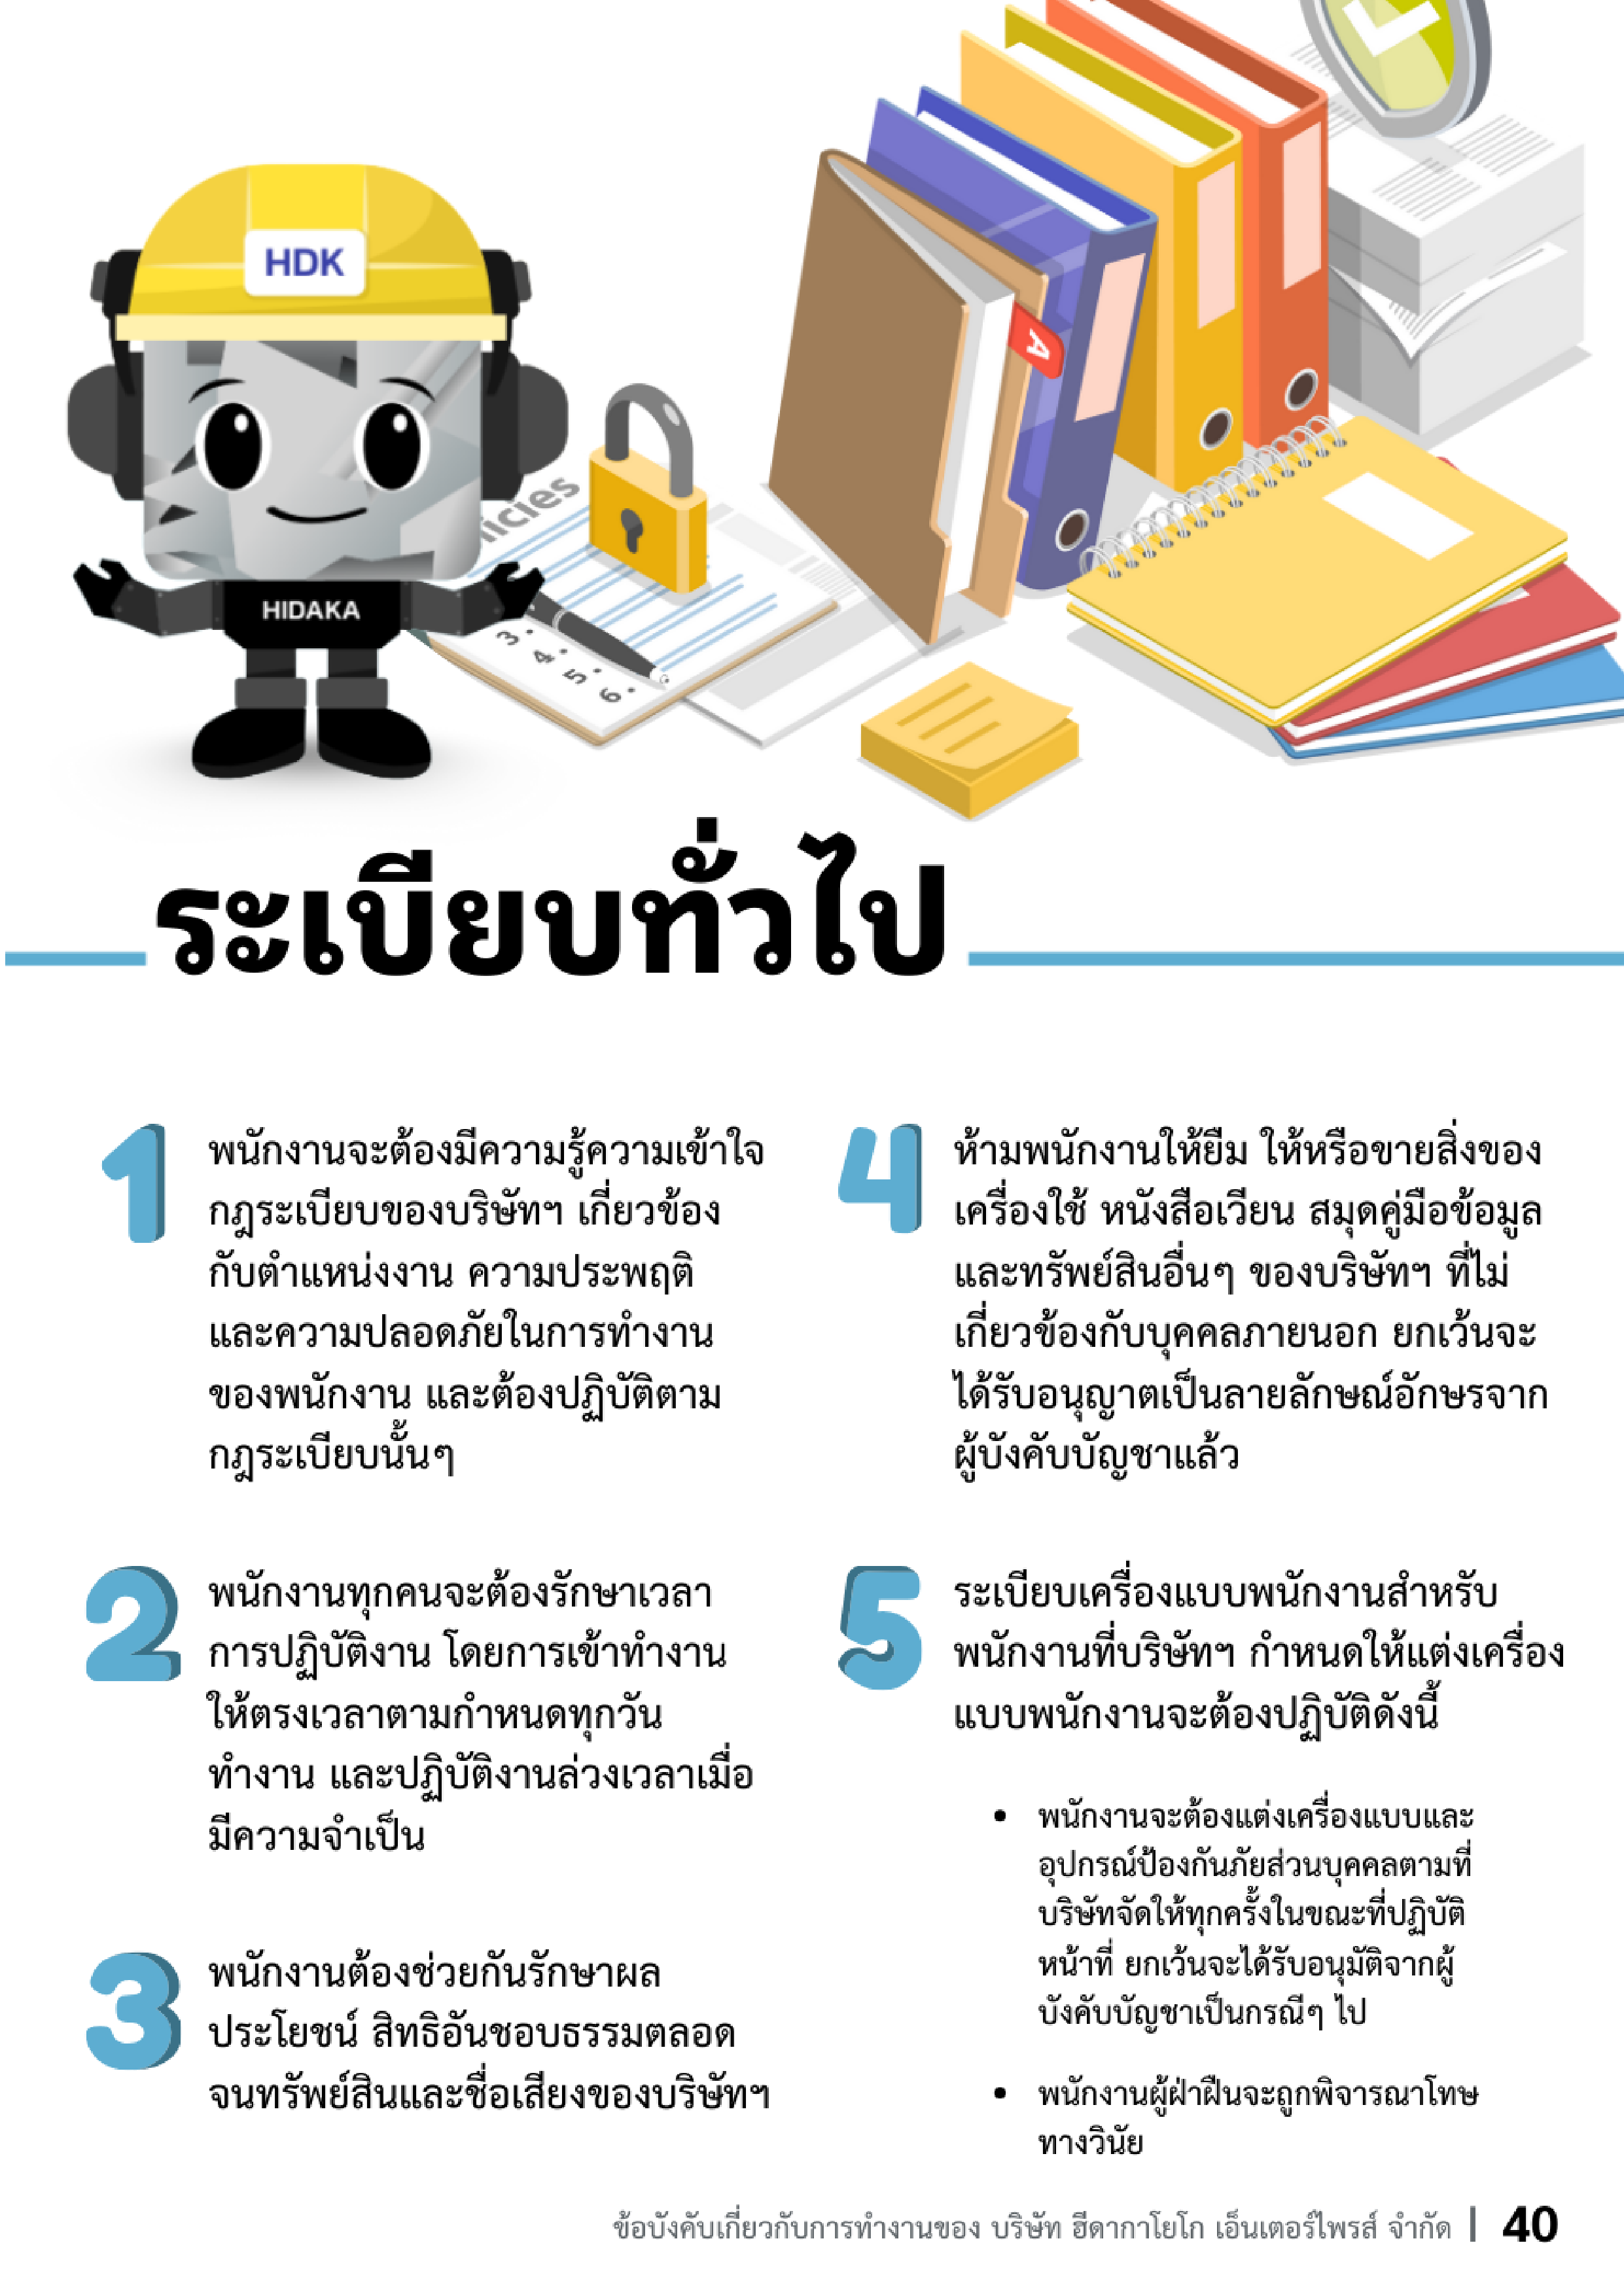 HDK
HIDAKA
icies
3.
4.
5.
6.
A
ระเบียบทั่วไป
1
พนักงานจะต้องมีความรู้ความเข้าใจ
กฎระเบียบของบริษัทฯ เกี่ยวข้อง
กับตำแหน่งงาน ความประพฤติ
และความปลอดภัยในการทำงาน
ของพนักงาน และต้องปฏิบัติตาม
กฎระเบียบนั้นๆ
2
พนักงานทุกคนจะต้องรักษาเวลา
การปฏิบัติงาน โดยการเข้าทำงาน
ให้ตรงเวลาตามกำหนดทุกวัน
ทำงาน และปฏิบัติงานล่วงเวลาเมื่อ
มีความจำเป็น
3
พนักงานต้องช่วยกันรักษาผล
ประโยชน์ สิทธิอันชอบธรรมตลอด
จนทรัพย์สินและชื่อเสียงของบริษัทฯ
4
ห้ามพนักงานให้ยืม ให้หรือขายสิ่งของ
เครื่องใช้ หนังสือเวียน สมุดคู่มือข้อมูล
และทรัพย์สินอื่นๆ ของบริษัทฯ ที่ไม่
เกี่ยวข้องกับบุคคลภายนอก ยกเว้นจะ
ได้รับอนุญาตเป็นลายลักษณ์อักษรจาก
ผู้บังคับบัญชาแล้ว
5
ระเบียบเครื่องแบบพนักงานสำหรับ
พนักงานที่บริษัทฯ กำหนดให้แต่งเครื่อง
แบบพนักงานจะต้องปฏิบัติดังนี้
• พนักงานจะต้องแต่งเครื่องแบบและ
อุปกรณ์ป้องกันภัยส่วนบุคคลตามที่
บริษัทจัดให้ทุกครั้งในขณะที่ปฏิบัติ
หน้าที่ ยกเว้นจะได้รับอนุมัติจากผู้
บังคับบัญชาเป็นกรณีๆ ไป
• พนักงานผู้ฝ่าฝืนจะถูกพิจารณาโทษ
ทางวินัย
ข้อบังคับเกี่ยวกับการทำงานของ บริษัท ฮีดากาโยโก เอ็นเตอร์ไพรส์ จำกัด | 40